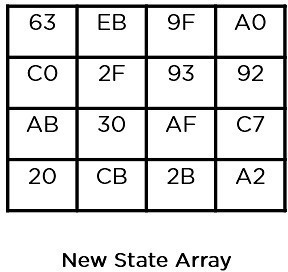 63 EB 9F A0
C0 2F 93 92
AB 30 AF C7
20 CB 2B A2
New State Array